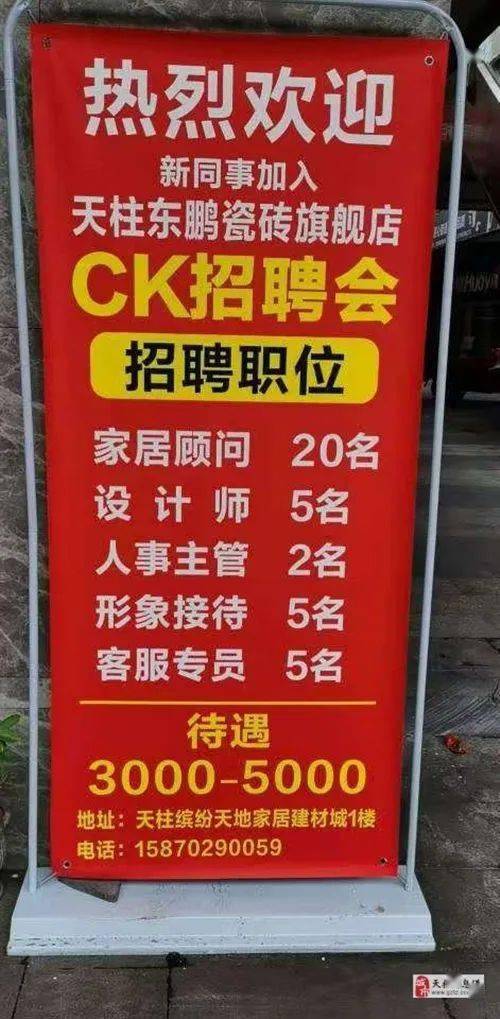 热烈欢迎
新同事加入
天柱东鹏瓷砖旗舰店
CK招聘会
招聘职位
家居顾问 20名
设计师 5名
人事主管 2名
形象接待 5名
客服专员 5名
待遇
3000-5000
地址：天柱缤纷天地家居建材城1楼
电话：15870290059